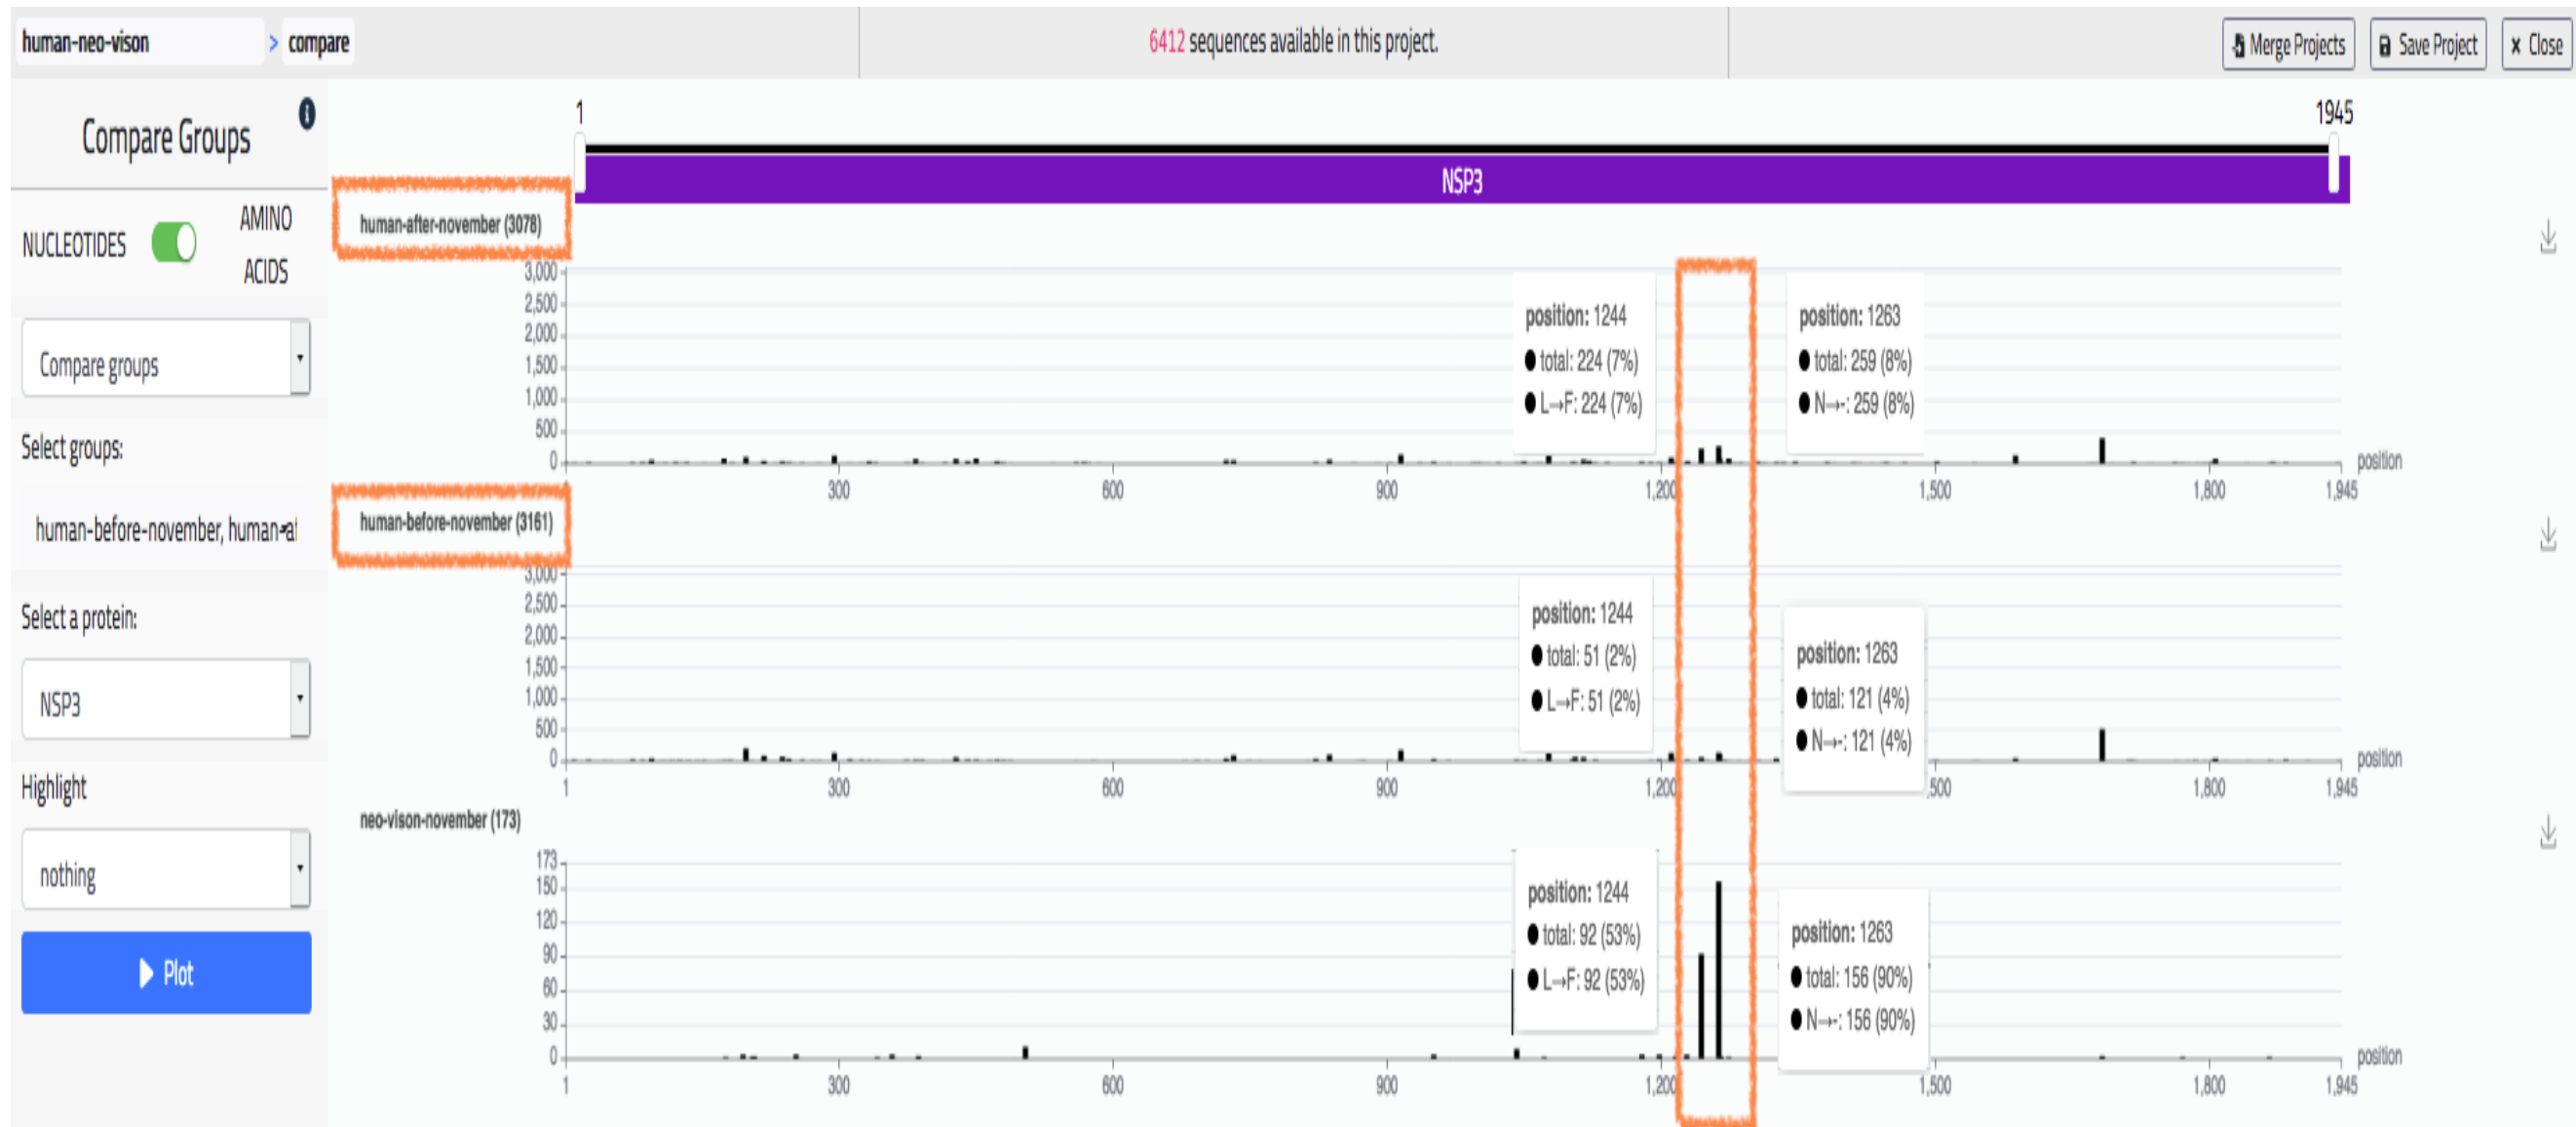 human-neo-vison > compare
6412 sequences available in this project.
Merge Projects
Save Project
× Close
Compare Groups
NUCLEOTIDES
AMINO
ACIDS
Compare groups
Select groups:
human-before-november, human-af
Select a protein:
NSP3
Highlight
nothing
Plot
1
1945
NSP3
human-after-november (3078)
3,000
2,500
2,000
1,500
1,000
500
0
position: 1244
total: 224 (7%)
L→F: 224 (7%)
position: 1263
total: 259 (8%)
N→-: 259 (8%)
300 600 900 1,200 1,500 1,800 1,945
position
human-before-november (3161)
3,000
2,500
2,000
1,500
1,000
500
0
position: 1244
total: 51 (2%)
L→F: 51 (2%)
position: 1263
total: 121 (4%)
N→-: 121 (4%)
1 300 600 900 1,200 ,500 1,800 1,945
position
neo-vison-november (173)
173
150
120
90
60
30
0
position: 1244
total: 92 (53%)
L→F: 92 (53%)
position: 1263
total: 156 (90%)
N→-: 156 (90%)
1 300 600 900 1,200 1,500 1,800 1,945
position